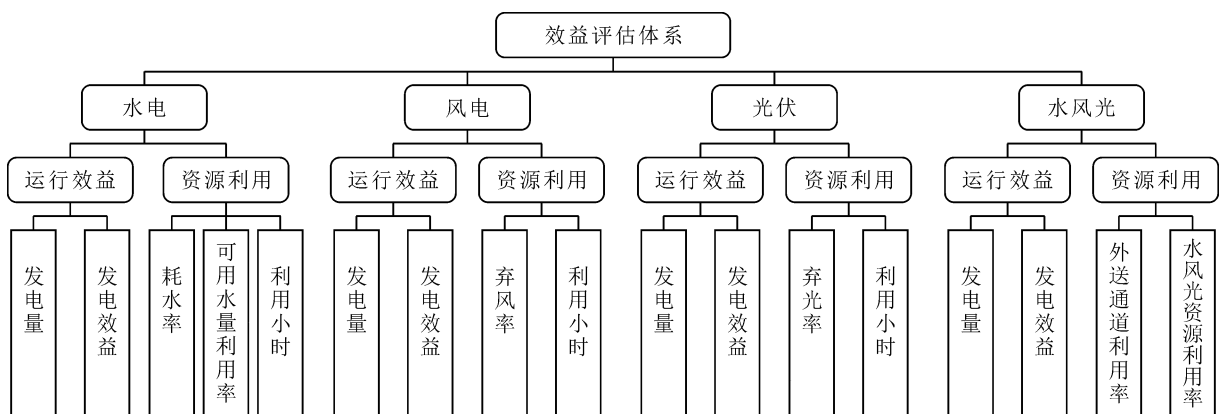 效益评估体系
水电
风电
光伏
水风光
运行效益
资源利用
运行效益
资源利用
运行效益
资源利用
运行效益
资源利用
发电量
发电效益
耗水率
可用水量利用率
利用小时
发电量
发电效益
弃风率
利用小时
发电量
发电效益
弃光率
利用小时
发电量
发电效益
外送通道利用率
水风光资源利用率